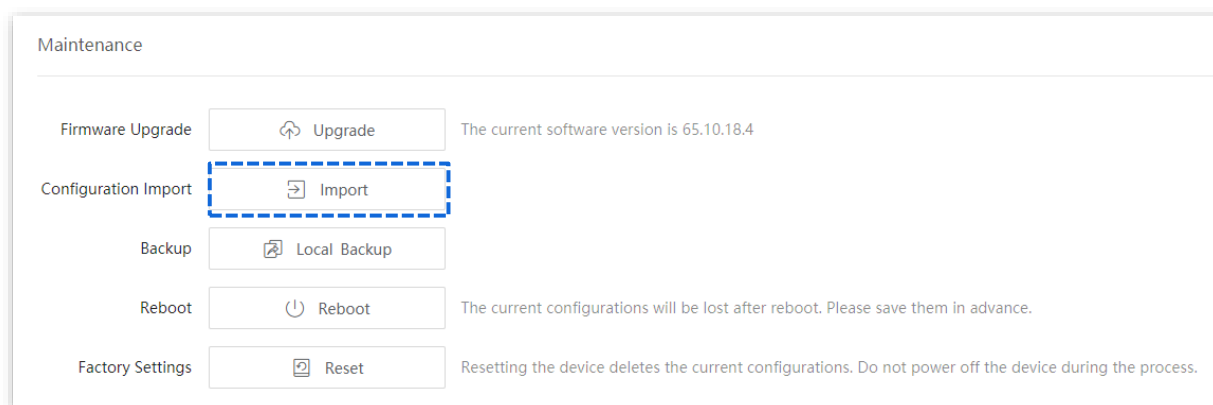 Maintenance
Firmware Upgrade Upgrade The current software version is 65.10.18.4
Configuration Import Import
Backup Local Backup
Reboot Reboot The current configurations will be lost after reboot. Please save them in advance.
Factory Settings Reset Resetting the device deletes the current configurations. Do not power off the device during the process.